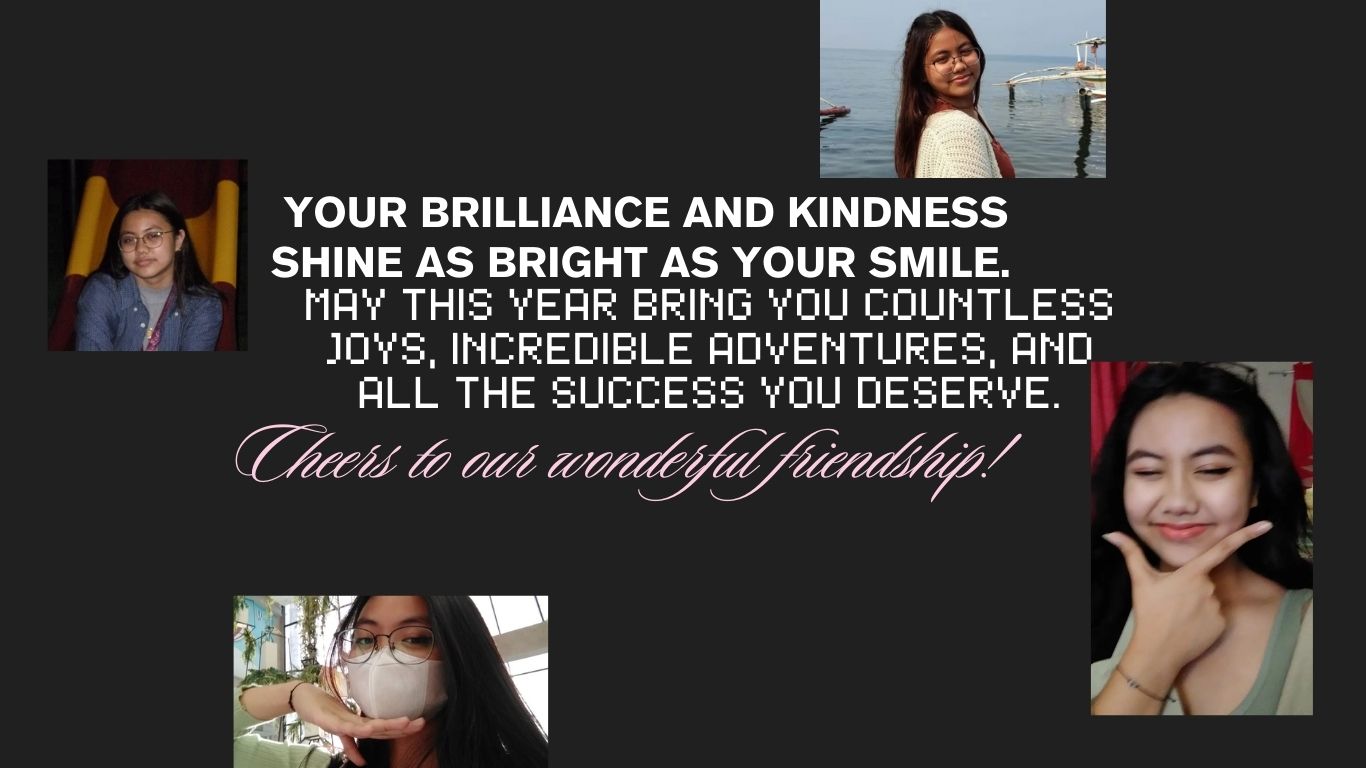 YOUR BRILLIANCE AND KINDNESS
SHINE AS BRIGHT AS YOUR SMILE.
MAY THIS YEAR BRING YOU COUNTLESS
JOYS, INCREDIBLE ADVENTURES, AND
ALL THE SUCCESS YOU DESERVE.
Cheers to our wonderful friendship!